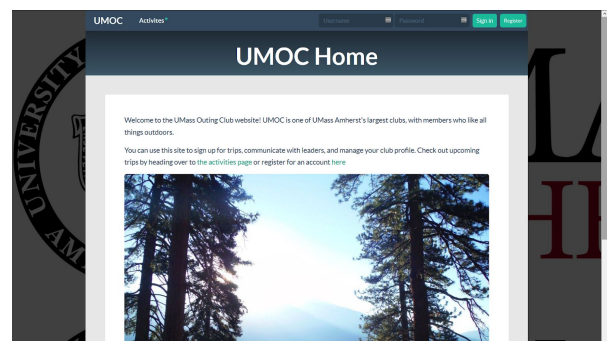 UMOC Activites Username Password Sign in Register
UMOC Home
Welcome to the UMass Outing Club website! UMOC is one of UMass Amherst's largest clubs, with members who like all
things outdoors.
You can use this site to sign up for trips, communicate with leaders, and manage your club profile. Check out upcoming
trips by heading over to the activities page or register for an account here
UNIVERSITY